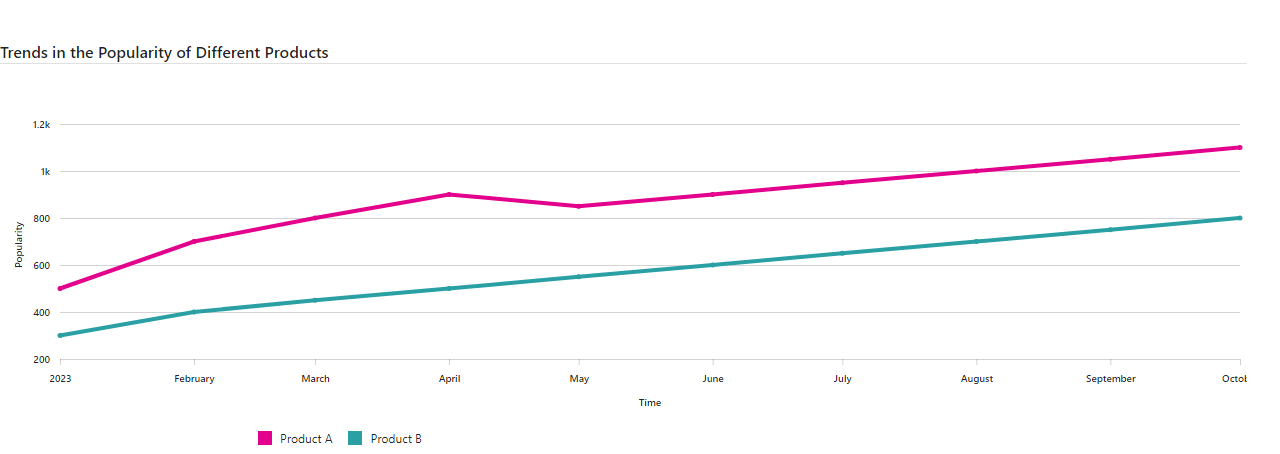 Trends in the Popularity of Different Products
1.2k
1k
800
600
400
200
Popularity
2023 February March April May June July August September Octob
Time
Product A Product B